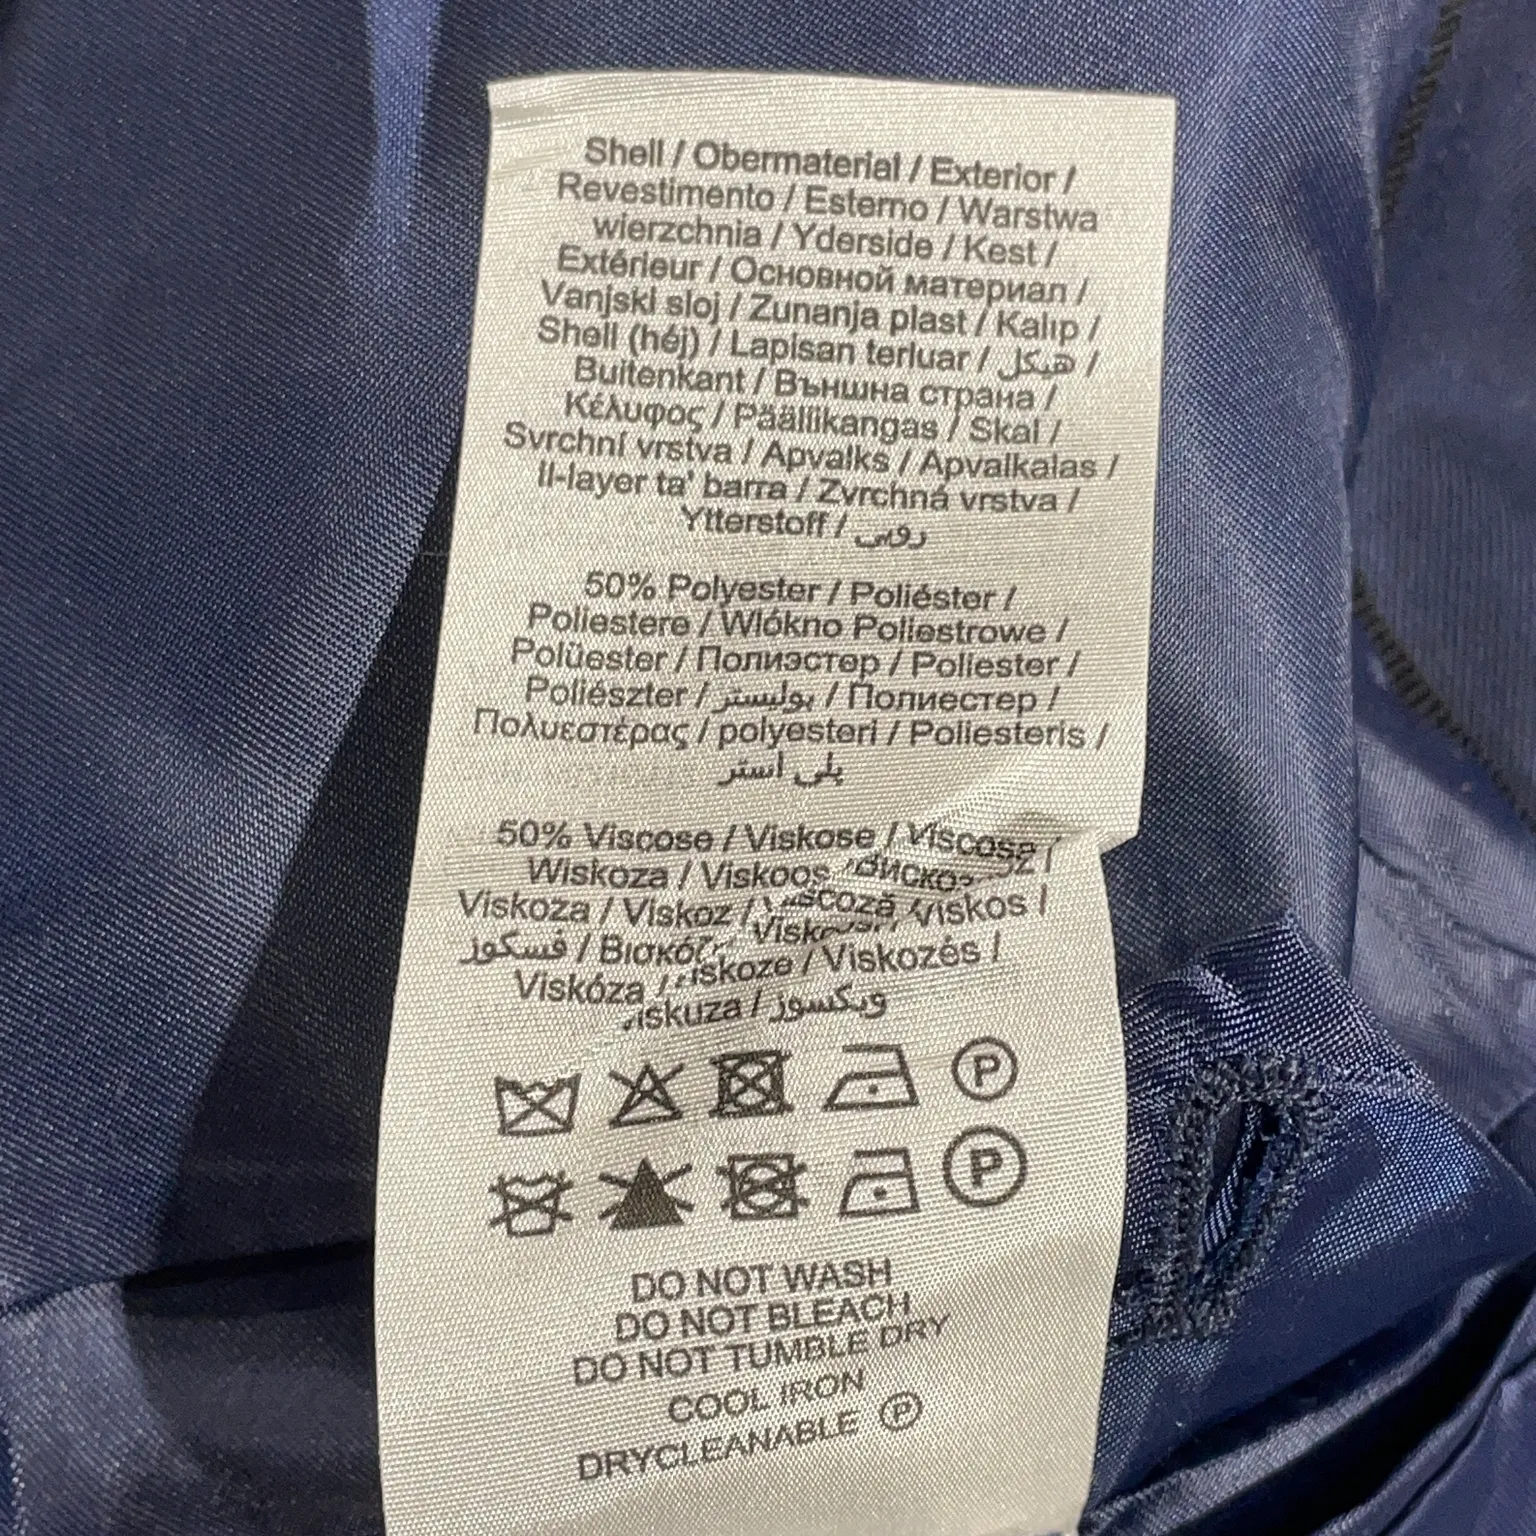 Shell / Obermaterial / Exterior /
Revestimento / Esterno / Warstwa
wierzchnia / Yderside / Kest /
Extérieur / Основной материал /
Vanjski sloj / Zunanja plast / Kalıp /
Shell (héj) / Lapisan terluar / هيكل /
Buitenkant / Външна страна /
Κέλυφος / Päällikangas / Skal /
Svrchní vrstva / Apvalks / Apvalkalas /
Il-layer ta' barra / Zvrchná vrstva /
Ytterstoff / رویی
50% Polyester / Poliéster /
Poliestere / Wlókno Poliestrowe /
Polüester / Полиэстер / Poliester /
Poliészter / بوليستر / Полиестер /
Πολυεστέρας / polyesteri / Poliesteris /
پلی استر
50% Viscose / Viskose / Viscosa /
Wiskoza / Viskoos
Viskoza / Viskoz / Viskos /
فسكوز /
Viskóza / Viskoze / Viskozės /
/ ویسکوز
P
P
DO NOT WASH
DO NOT BLEACH
DO NOT TUMBLE DRY
COOL IRON
DRYCLEANABLE P